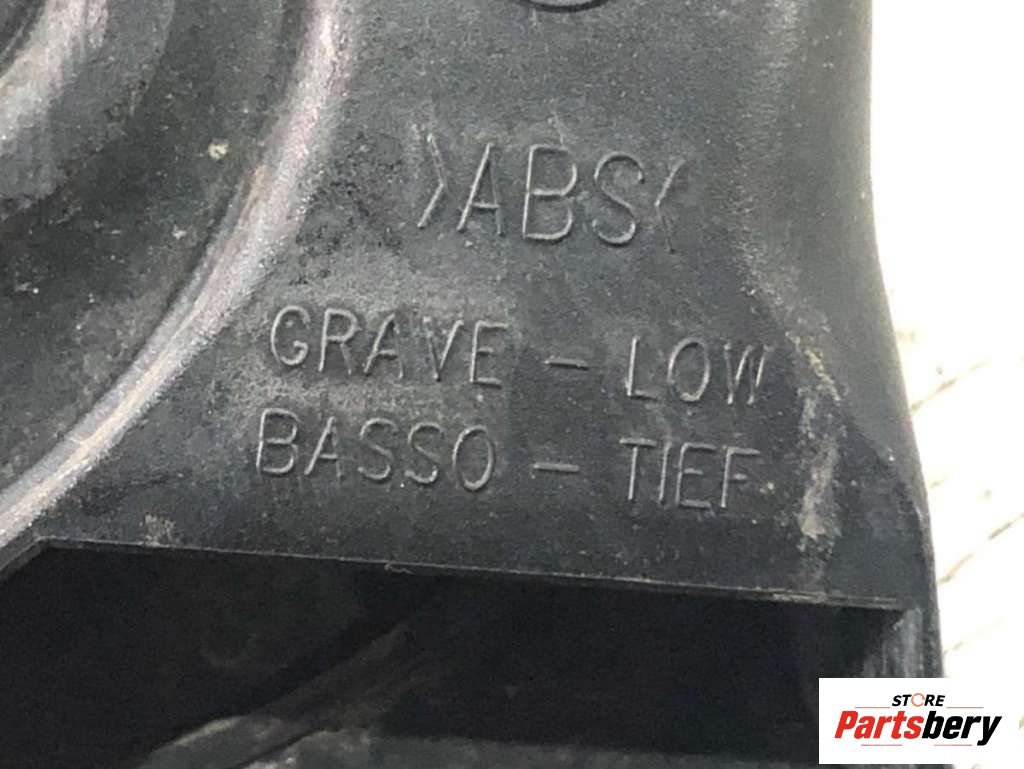 >ABS<
GRAVE - LOW
BASSO - TIEF
STORE
Partsbery